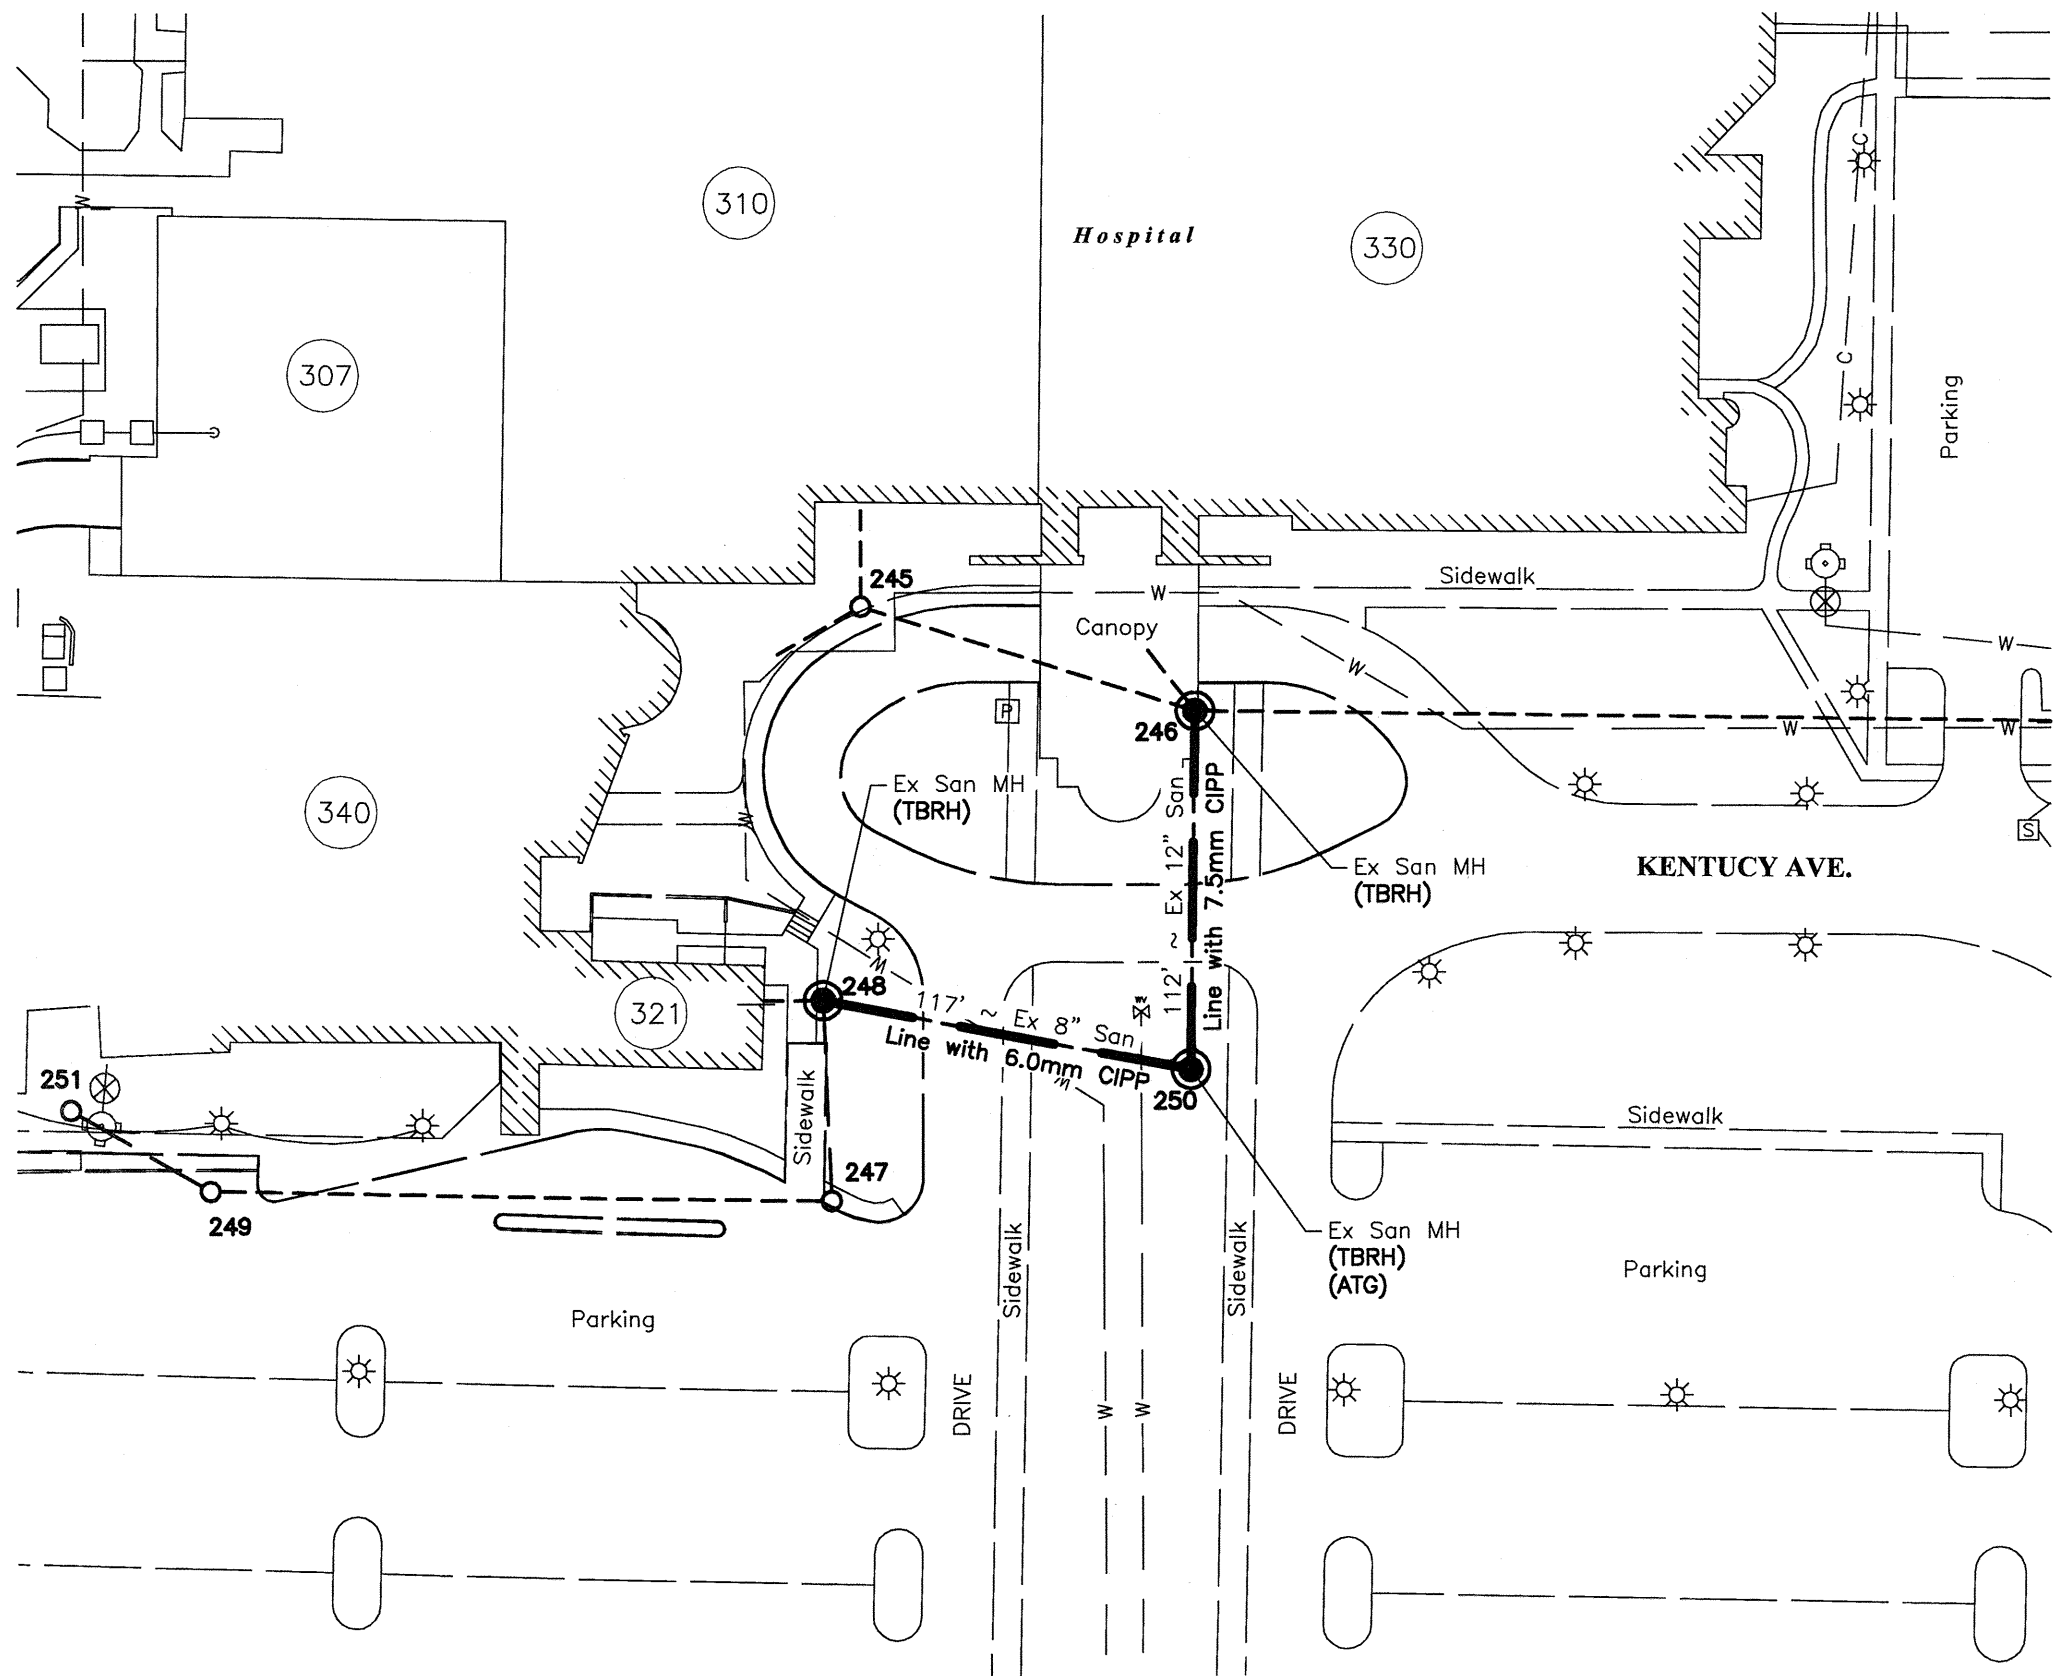 310
Hospital
330
307
C
C
W
Parking
245
Sidewalk
W
Canopy
W
W
P
246
W
W
Ex San MH
(TBRH)
340
W
112' ~ Ex 12" San
Line with 7.5mm CIPP
S
Ex San MH
(TBRH)
KENTUCY AVE.
W
248
117' ~ Ex 8" San
Line with 6.0mm CIPP
WV
321
W
250
251
Sidewalk
Sidewalk
247
249
Sidewalk
Sidewalk
Ex San MH
(TBRH)
(ATG)
Parking
Parking
DRIVE
DRIVE
W
W